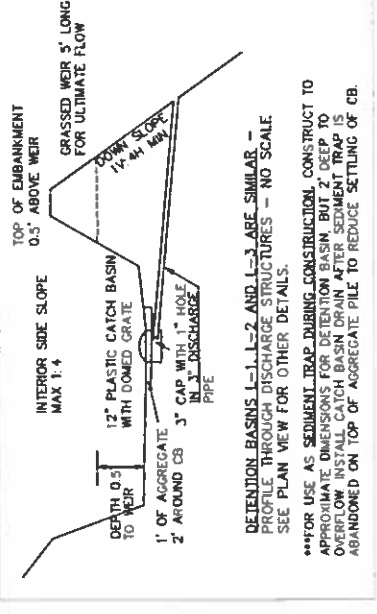 TOP OF EMBANKMENT
0.5' ABOVE WEIR
GRASSED WEIR 5' LONG
FOR ULTIMATE FLOW
INTERIOR SIDE SLOPE
MAX 1:4
DOWN SLOPE
1V:4H MIN
12" PLASTIC CATCH BASIN
WITH DOMED GRATE
DEPTH 0.5
TO WEIR
1' OF AGGREGATE
2' AROUND CB
3" CAP WITH 1" HOLE
IN 3" DISCHARGE
PIPE
DETENTION BASINS L-1, L-2 AND L-3 ARE SIMILAR -
PROFILE THROUGH DISCHARGE STRUCTURES - NO SCALE
SEE PLAN VIEW FOR OTHER DETAILS.
***FOR USE AS SEDIMENT TRAP DURING CONSTRUCTION, CONSTRUCT TO
APPROXIMATE DIMENSIONS FOR DETENTION BASIN, BUT 2' DEEP TO
OVERFLOW. INSTALL CATCH BASIN DRAIN AFTER SEDIMENT TRAP IS
ABANDONED ON TOP OF AGGREGATE PILE TO REDUCE SETTLING OF CB.